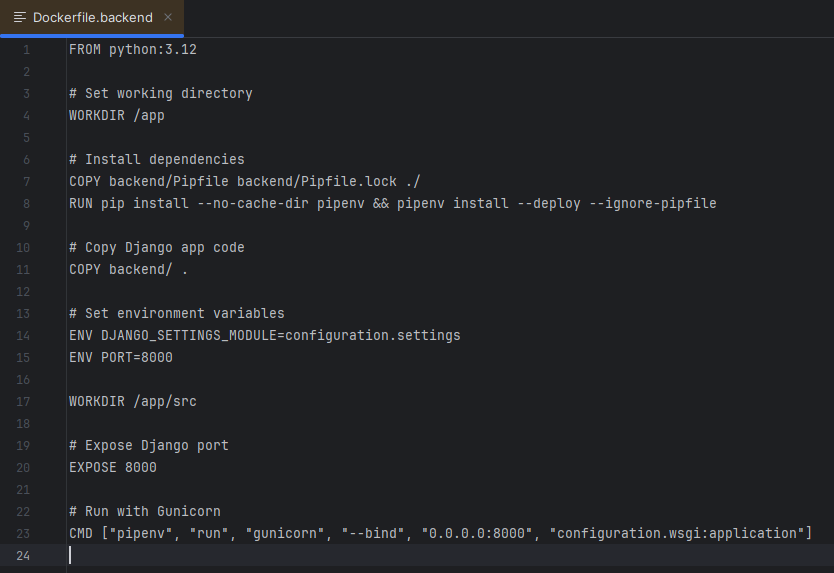 Dockerfile.backend
1 FROM python:3.12
2
3 # Set working directory
4 WORKDIR /app
5
6 # Install dependencies
7 COPY backend/Pipfile backend/Pipfile.lock ./
8 RUN pip install --no-cache-dir pipenv && pipenv install --deploy --ignore-pipfile
9
10 # Copy Django app code
11 COPY backend/ .
12
13 # Set environment variables
14 ENV DJANGO_SETTINGS_MODULE=configuration.settings
15 ENV PORT=8000
16
17 WORKDIR /app/src
18
19 # Expose Django port
20 EXPOSE 8000
21
22 # Run with Gunicorn
23 CMD ["pipenv", "run", "gunicorn", "--bind", "0.0.0.0:8000", "configuration.wsgi:application"]
24